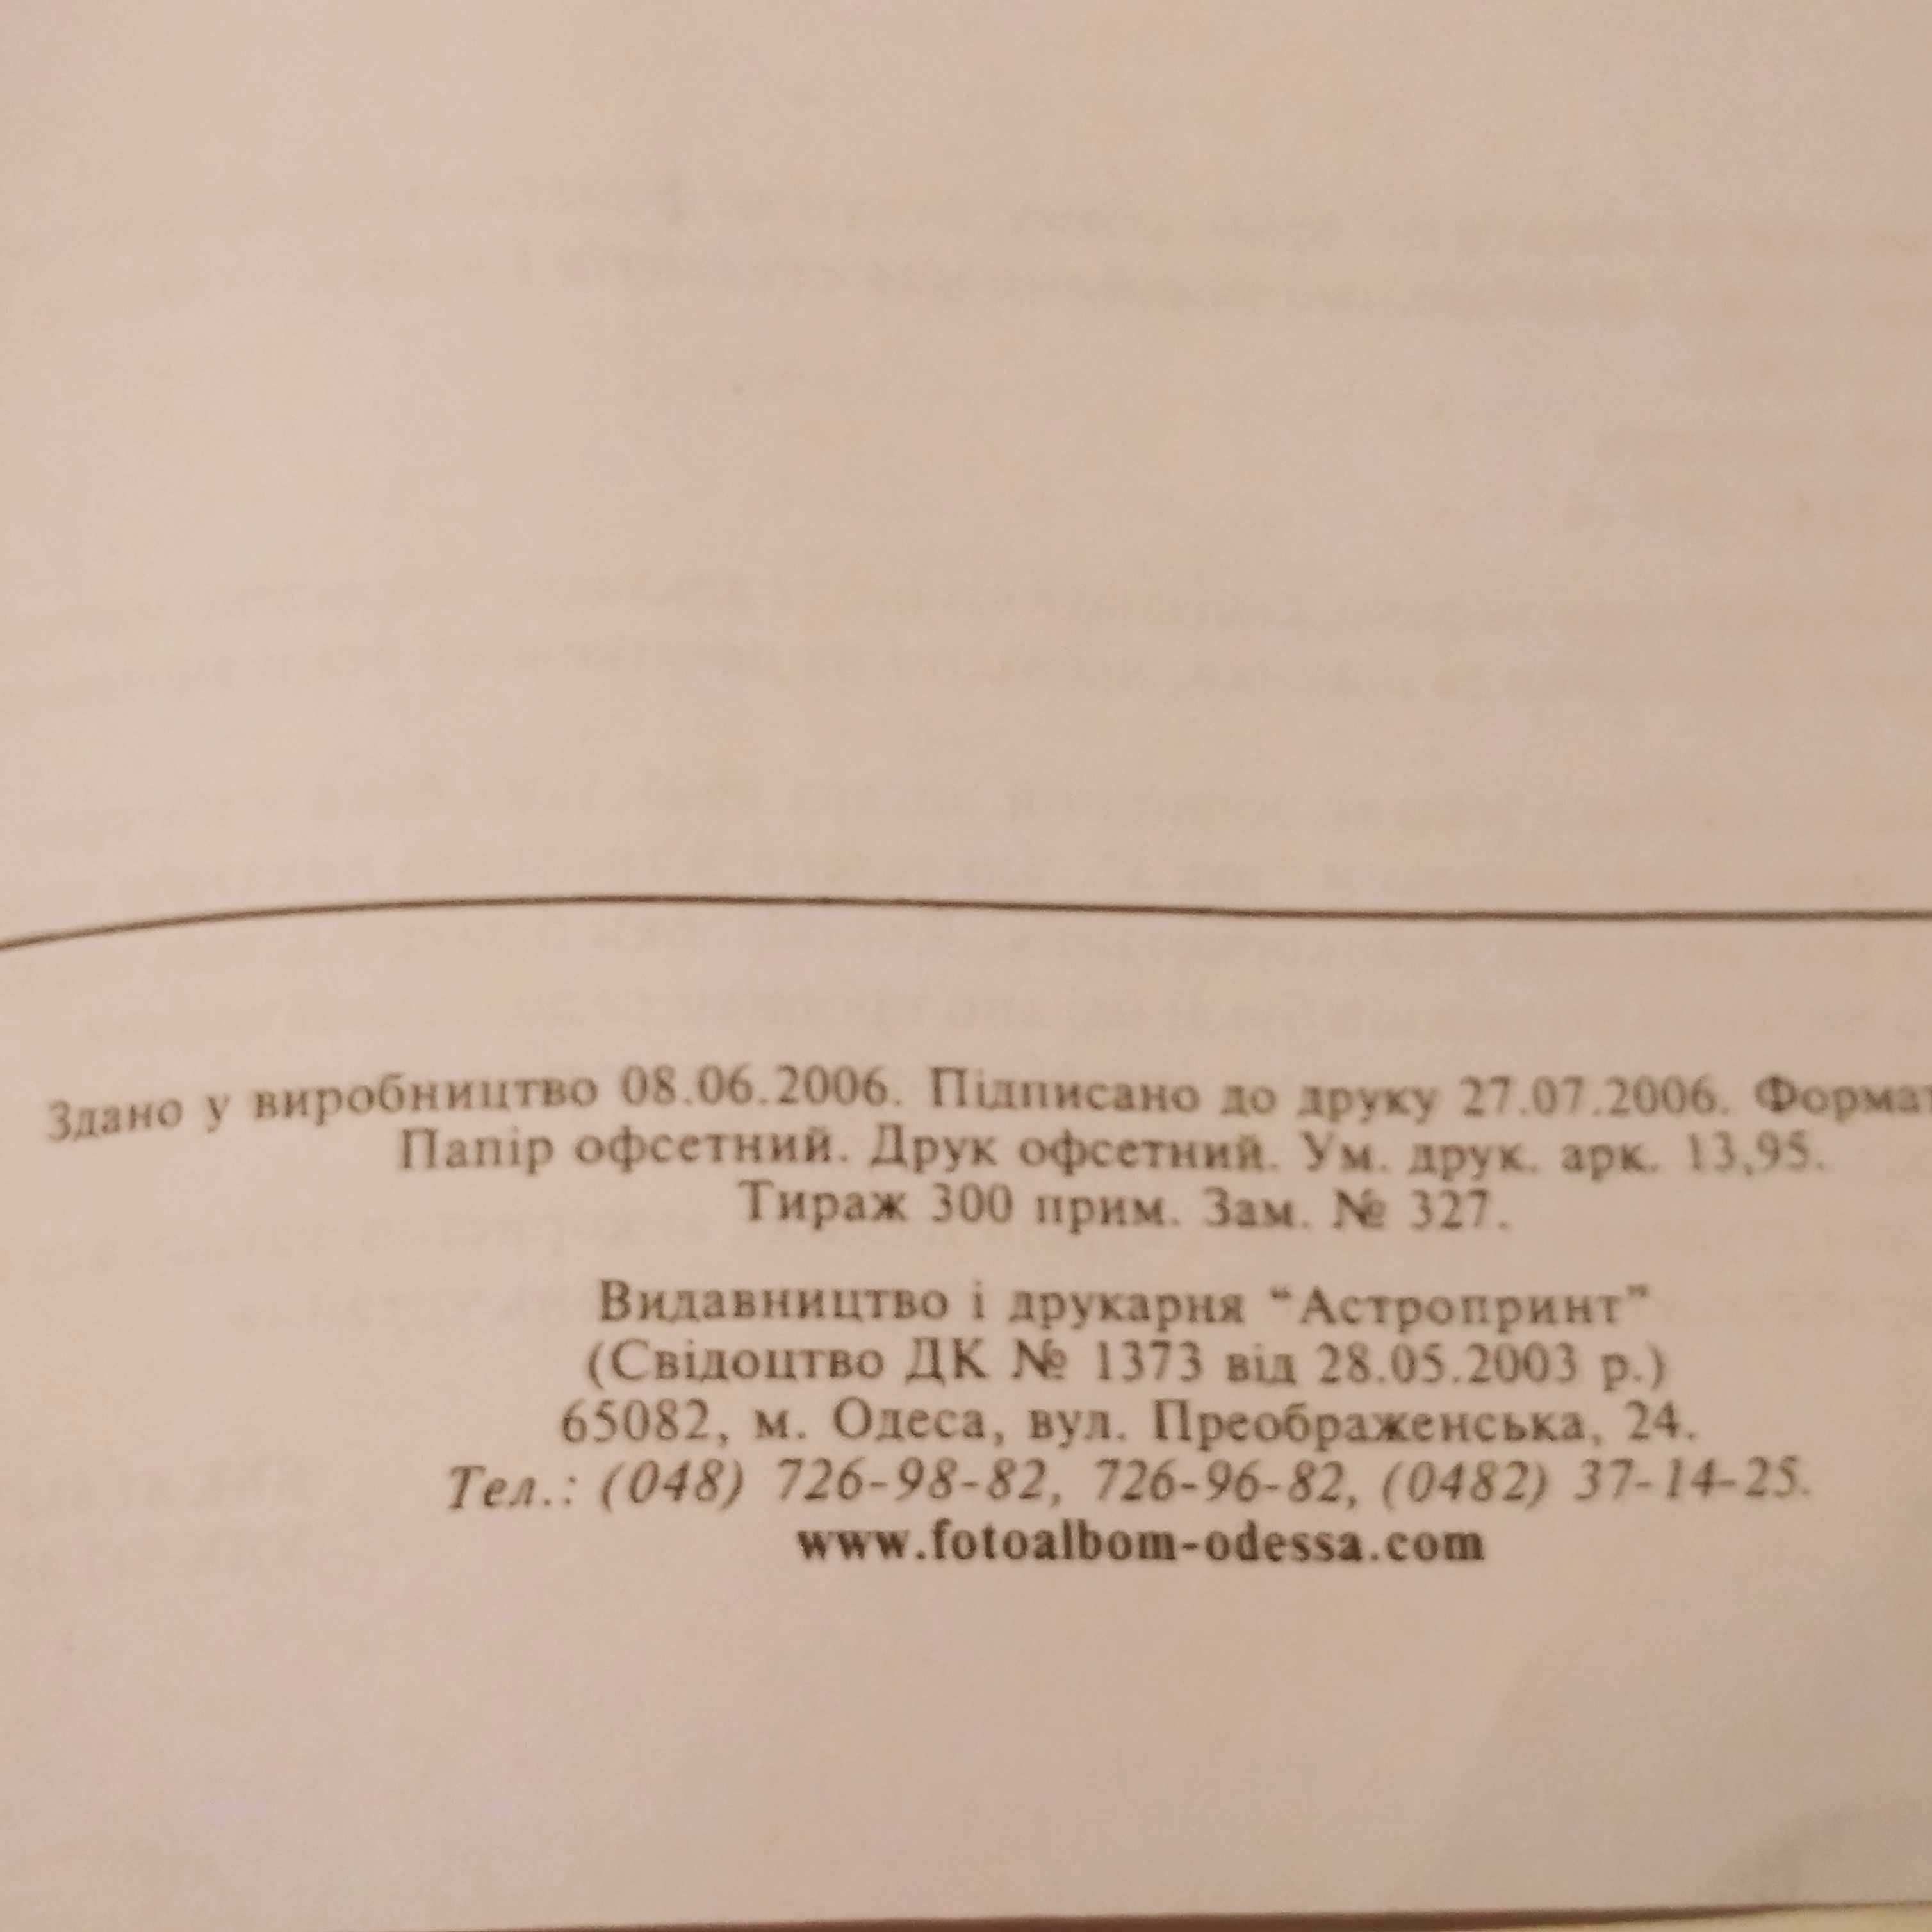 Здано у виробництво 08.06.2006. Підписано до друку 27.07.2006. Формат
Папір офсетний. Друк офсетний. Ум. друк. арк. 13,95.
Тираж 300 прим. Зам. № 327.
Видавництво і друкарня “Астропринт”
(Свідоцтво ДК № 1373 від 28.05.2003 р.)
65082, м. Одеса, вул. Преображенська, 24.
Тел.: (048) 726-98-82, 726-96-82, (0482) 37-14-25.
www.fotoalbom-odessa.com